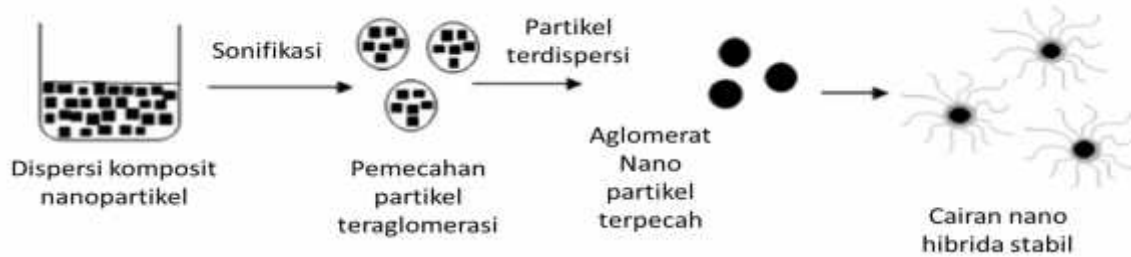 Dispersi komposit
nanopartikel
Sonifikasi
Pemecahan
partikel
teraglomerasi
Partikel
terdispersi
Aglomerat
Nano
partikel
terpecah
Cairan nano
hibrida stabil